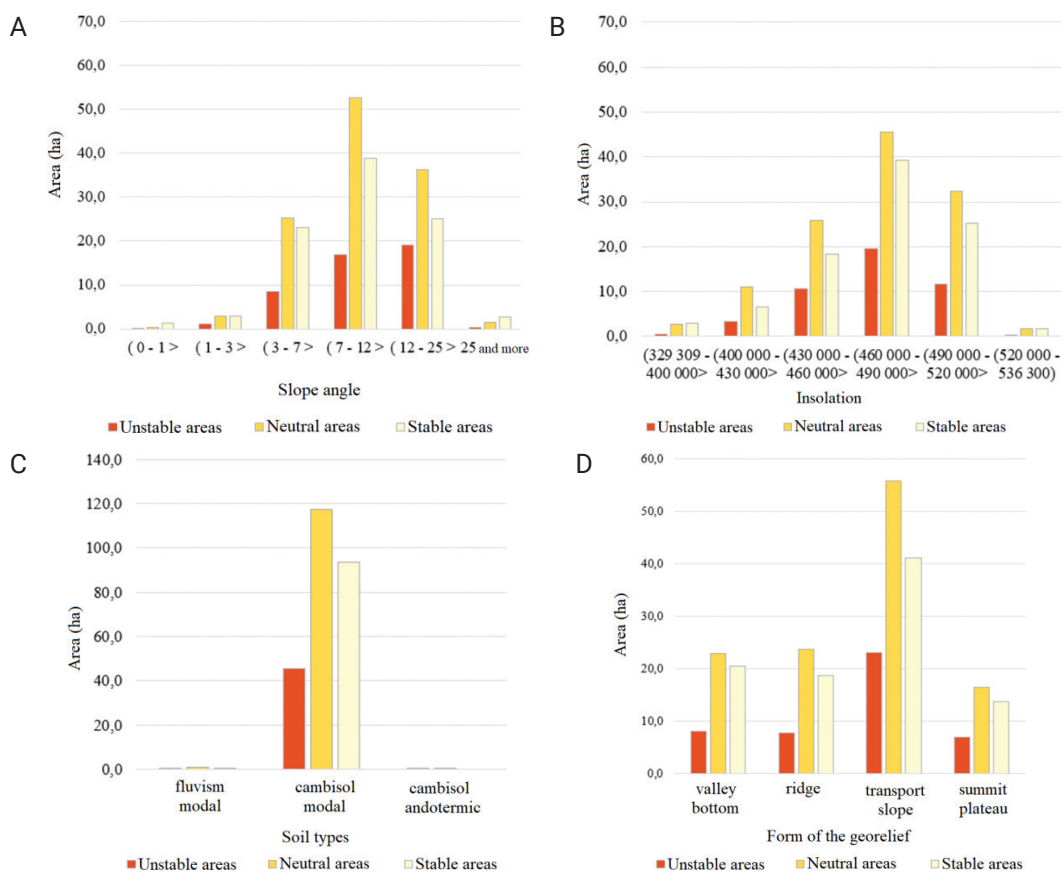 A
70,0
60,0
50,0
40,0
30,0
20,0
10,0
0,0
Area (ha)
( 0 - 1 > ( 1 - 3 > ( 3 - 7 > ( 7 - 12 > ( 12 - 25 > 25 and more
Slope angle
Unstable areas Neutral areas Stable areas
B
70,0
60,0
50,0
40,0
30,0
20,0
10,0
0,0
Area (ha)
(329 309 - (400 000 - (430 000 - (460 000 - (490 000 - (520 000 -
400 000> 430 000> 460 000> 490 000> 520 000> 536 300)
Insolation
Unstable areas Neutral areas Stable areas
C
140,0
120,0
100,0
80,0
60,0
40,0
20,0
0,0
Area (ha)
fluvism cambisol cambisol
modal modal andotermic
Soil types
Unstable areas Neutral areas Stable areas
D
60,0
50,0
40,0
30,0
20,0
10,0
0,0
Area (ha)
valley ridge transport summit
bottom slope plateau
Form of the georelief
Unstable areas Neutral areas Stable areas